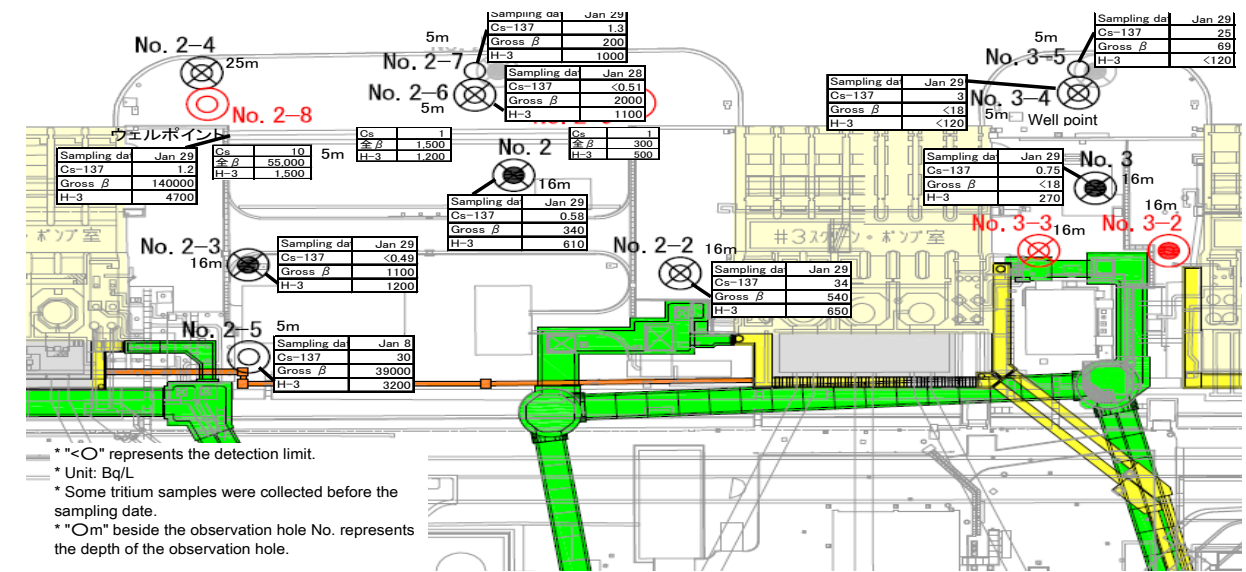 Sampling da Jan 29
Cs-137 1.3
Gross β 200
H-3 1000
Sampling da Jan 29
Cs-137 25
Gross β 69
H-3 <120
No. 2-4
25m
5m
No. 2-7
5m
No. 3-5
No. 2-6
5m
Sampling da Jan 28
Cs-137 <0.51
Gross β 2000
H-3 1100
Sampling da Jan 29
Cs-137 3
Gross β <18
H-3 <120
No. 3-4
5m
Well point
No. 2-8
ウェルポイント
Sampling da Jan 29
Cs-137 1.2
Gross β 140000
H-3 4700
Cs 10
全β 55,000
H-3 1,500
5m
Cs 1
全β 1,500
H-3 1,200
Cs 1
全β 300
H-3 500
No. 2
16m
Sampling da Jan 29
Cs-137 0.58
Gross β 340
H-3 610
Sampling da Jan 29
Cs-137 0.75
Gross β <18
H-3 270
No. 3
16m
16m
No. 3-3
16m
No. 3-2
ポンプ室
#3スクリーン・ポンプ室
No. 2-3
16m
Sampling da Jan 29
Cs-137 <0.49
Gross β 1100
H-3 1200
No. 2-2
16m
Sampling da Jan 29
Cs-137 34
Gross β 540
H-3 650
No. 2-5
5m
Sampling da Jan 8
Cs-137 30
Gross β 39000
H-3 3200
* "<〇" represents the detection limit.
* Unit: Bq/L
* Some tritium samples were collected before the
sampling date.
* "〇m" beside the observation hole No. represents
the depth of the observation hole.